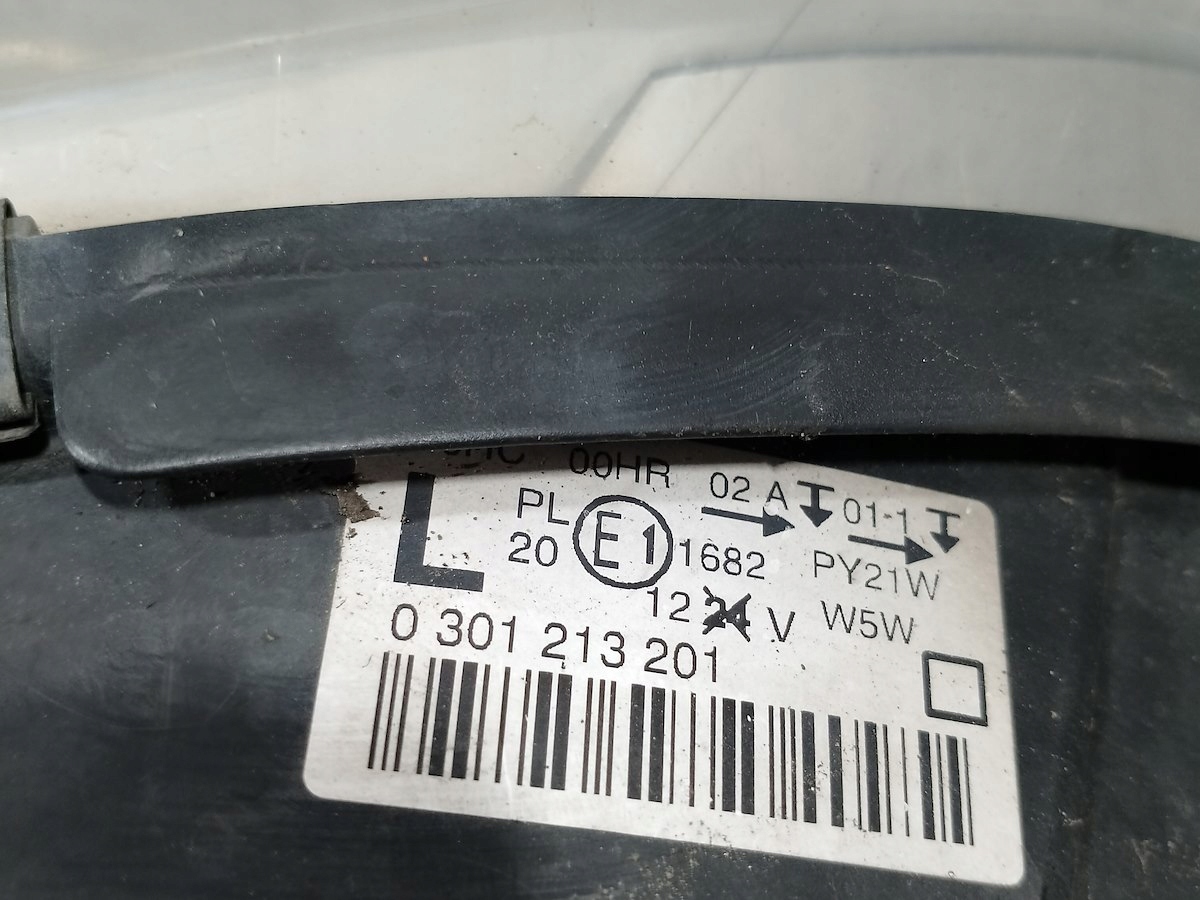 00HR 02 A 01-1
L PL E1 1682 PY21W
20
12 24 V W5W
0 301 213 201